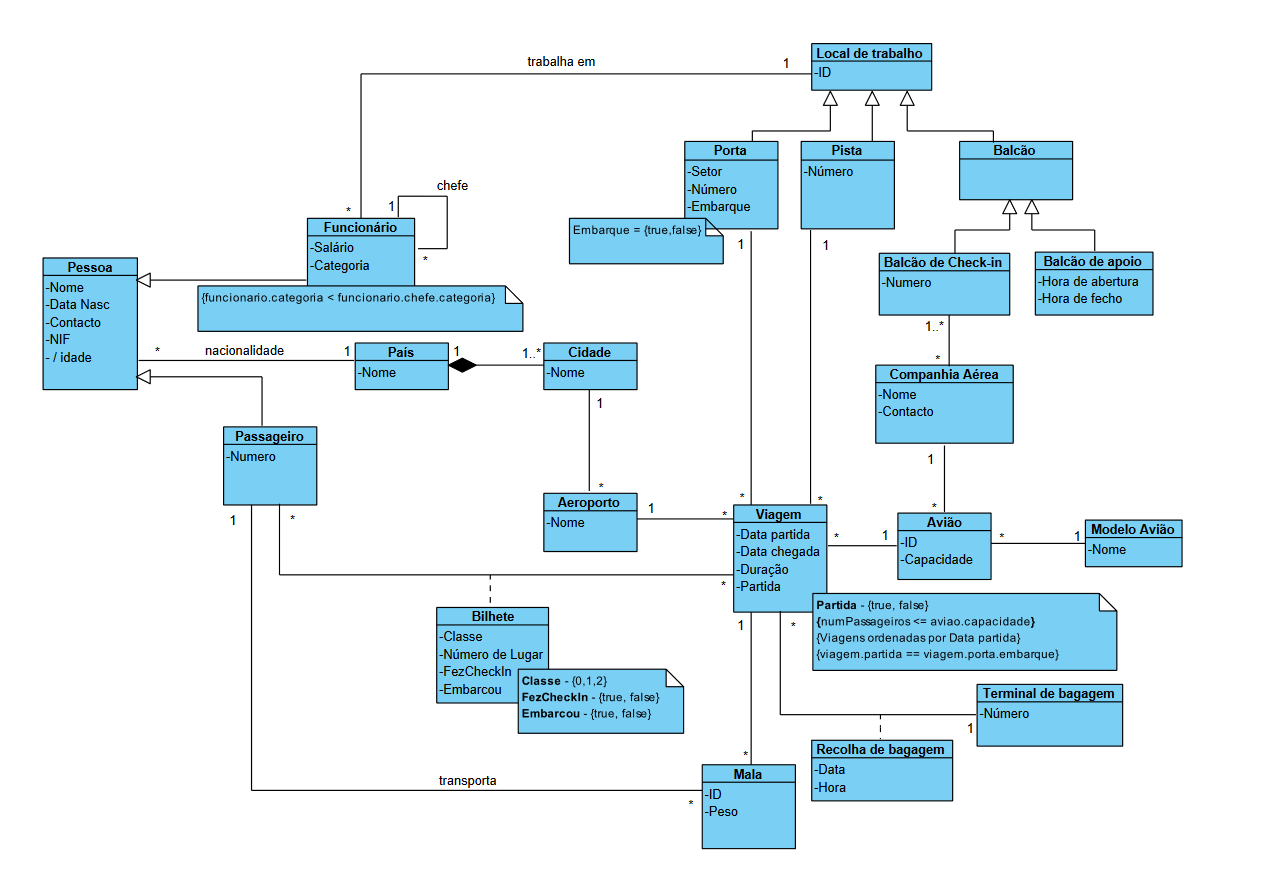 Local de trabalho
-ID
trabalha em
1
*
Porta
-Setor
-Número
-Embarque
Embarque = {true,false}
1
Pista
-Número
1
Balcão
chefe
1
*
Funcionário
-Salário
-Categoria
{funcionario.categoria < funcionario.chefe.categoria}
Pessoa
-Nome
-Data Nasc
-Contacto
-NIF
- / idade
Balcão de Check-in
-Numero
Balcão de apoio
-Hora de abertura
-Hora de fecho
1..*
*
*
nacionalidade
1
País
-Nome
1
1..*
Cidade
-Nome
1
*
Companhia Aérea
-Nome
-Contacto
1
*
Passageiro
-Numero
1
*
Aeroporto
-Nome
1
*
*
*
Viagem
-Data partida
-Data chegada
-Duração
-Partida
*
1
Avião
-ID
-Capacidade
*
1
Modelo Avião
-Nome
*
Partida - {true, false}
{numPassageiros <= aviao.capacidade}
{Viagens ordenadas por Data partida}
{viagem.partida == viagem.porta.embarque}
1
*
Bilhete
-Classe
-Número de Lugar
-FezCheckIn
-Embarcou
Classe - {0,1,2}
FezCheckIn - {true, false}
Embarcou - {true, false}
Terminal de bagagem
-Número
1
Recolha de bagagem
-Data
-Hora
*
transporta
*
Mala
-ID
-Peso